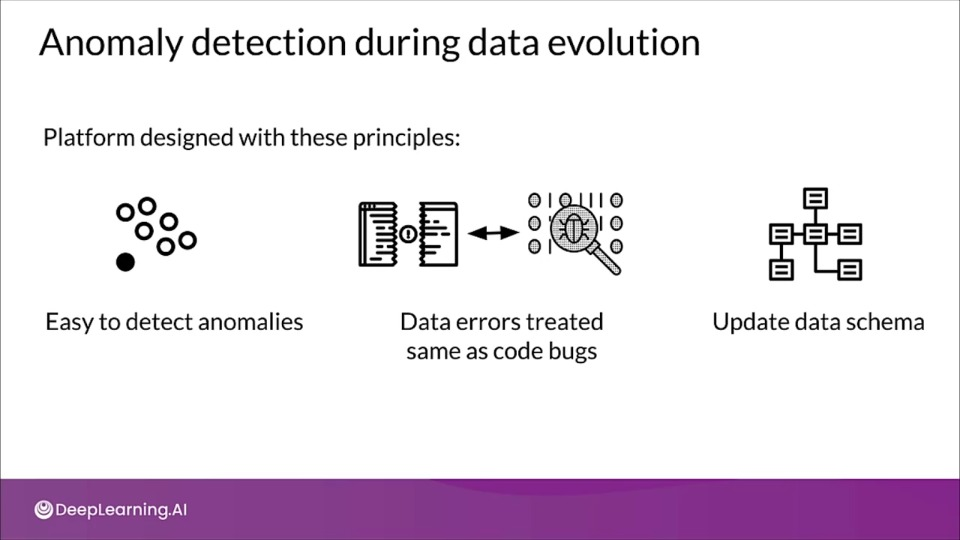 Anomaly detection during data evolution
Platform designed with these principles:
Easy to detect anomalies
Data errors treated
same as code bugs
Update data schema
DeepLearning.AI